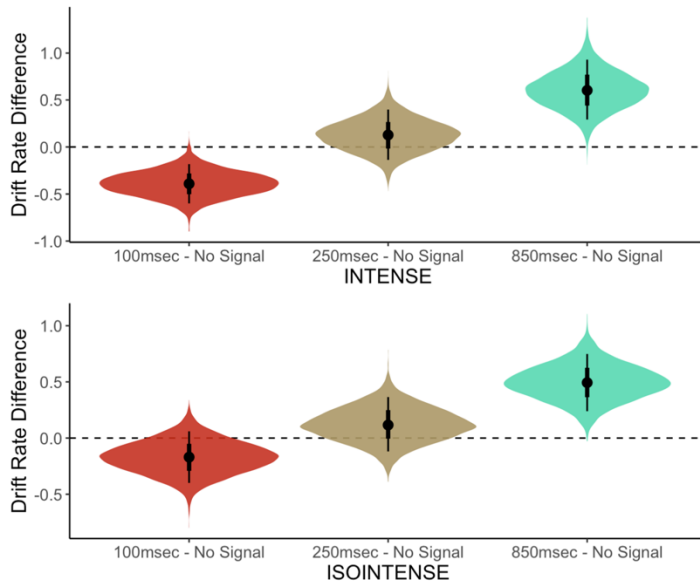 Drift Rate Difference
1.0
0.5
0.0
-0.5
-1.0
100msec - No Signal 250msec - No Signal 850msec - No Signal
INTENSE
Drift Rate Difference
1.0
0.5
0.0
-0.5
100msec - No Signal 250msec - No Signal 850msec - No Signal
ISOINTENSE